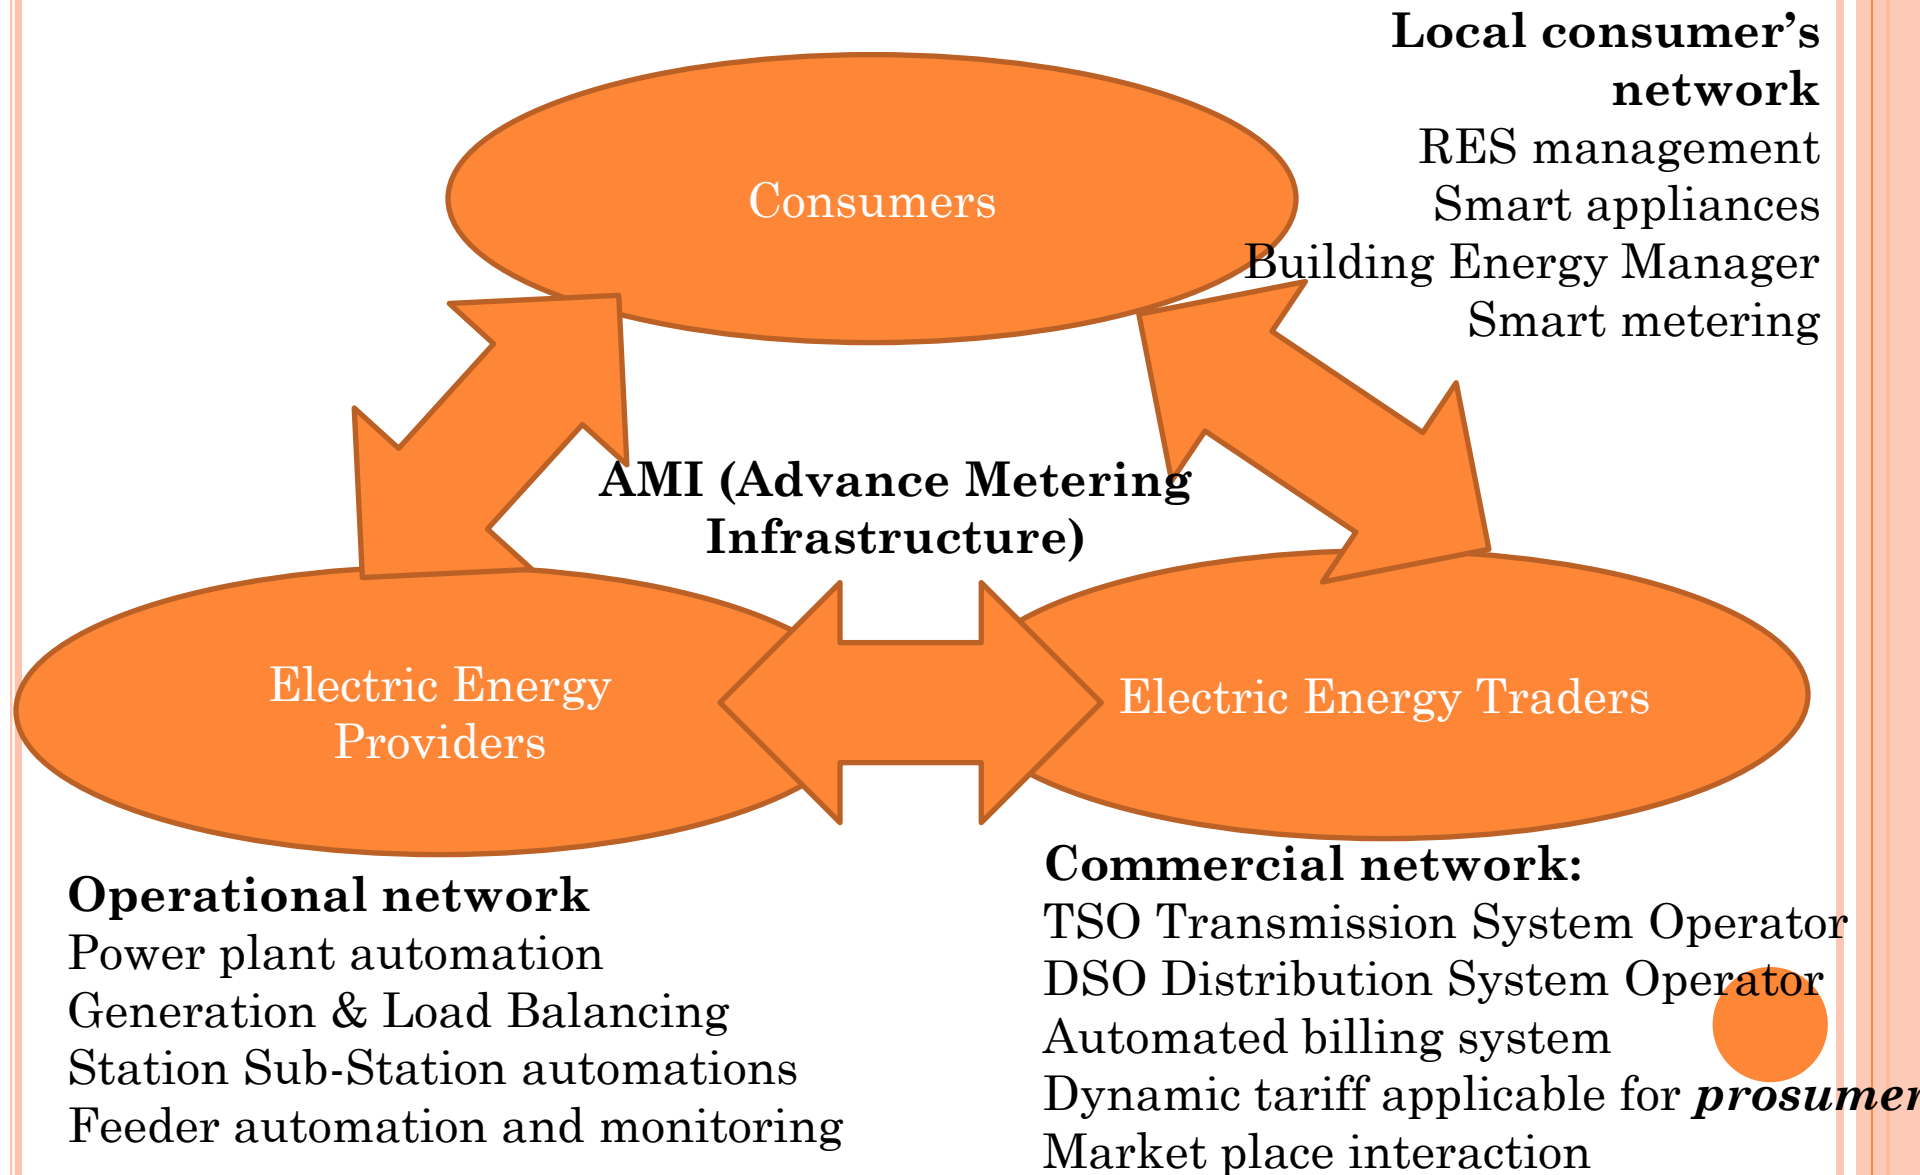 Local consumer’s
network
RES management
Smart appliances
Building Energy Manager
Smart metering
Consumers
AMI (Advance Metering
Infrastructure)
Electric Energy
Providers
Electric Energy Traders
Operational network
Power plant automation
Generation & Load Balancing
Station Sub-Station automations
Feeder automation and monitoring
Commercial network:
TSO Transmission System Operator
DSO Distribution System Operator
Automated billing system
Dynamic tariff applicable for prosumer
Market place interaction